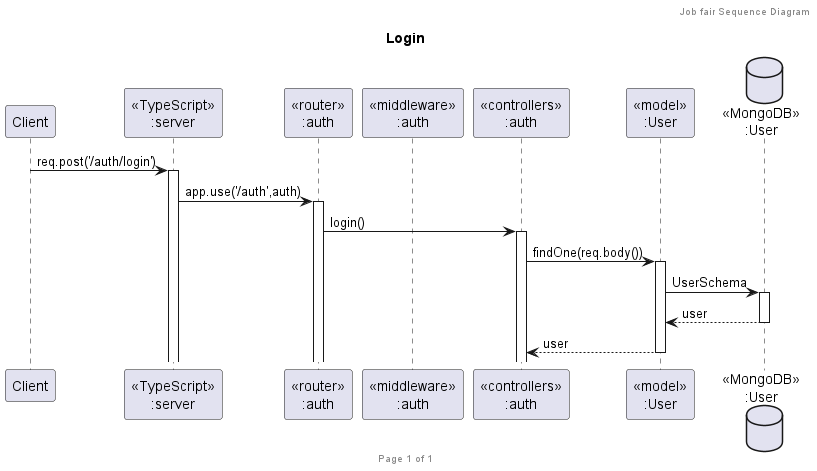 Job fair Sequence Diagram
Login
Client
«TypeScript»
:server
«router»
:auth
«middleware»
:auth
«controllers»
:auth
«model»
:User
«MongoDB»
:User
req.post('/auth/login')
app.use('/auth',auth)
login()
findOne(req.body())
UserSchema
user
user
Client
«TypeScript»
:server
«router»
:auth
«middleware»
:auth
«controllers»
:auth
«model»
:User
«MongoDB»
:User
Page 1 of 1